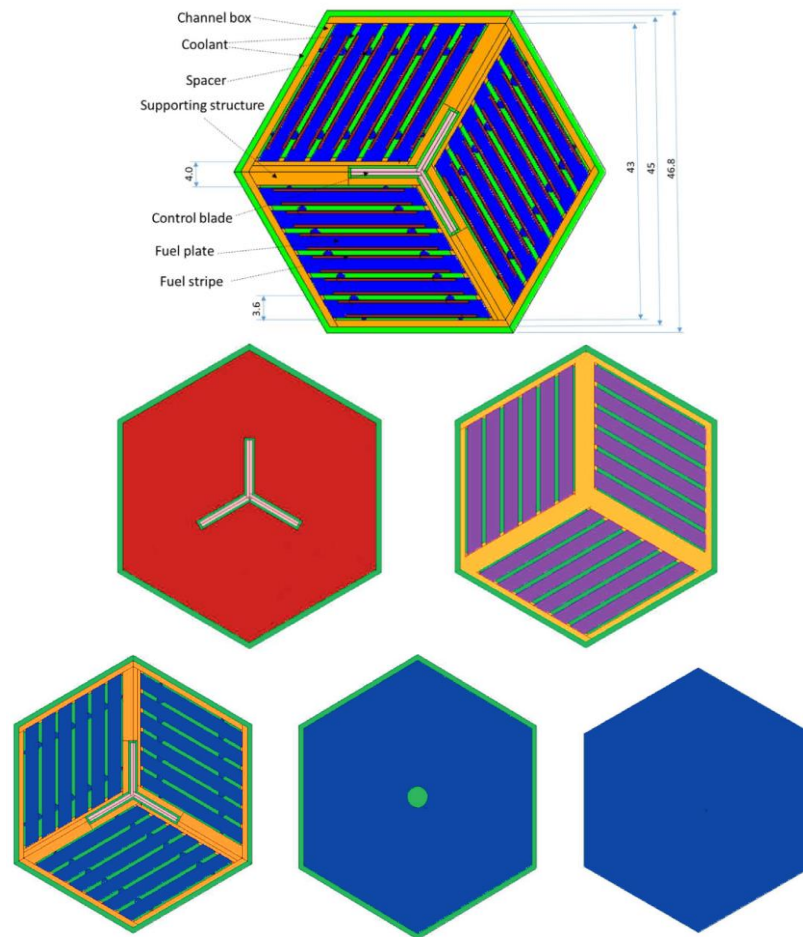 Channel box
Coolant
Spacer
Supporting structure
4.0
Control blade
Fuel plate
Fuel stripe
3.6
43
45
46.8